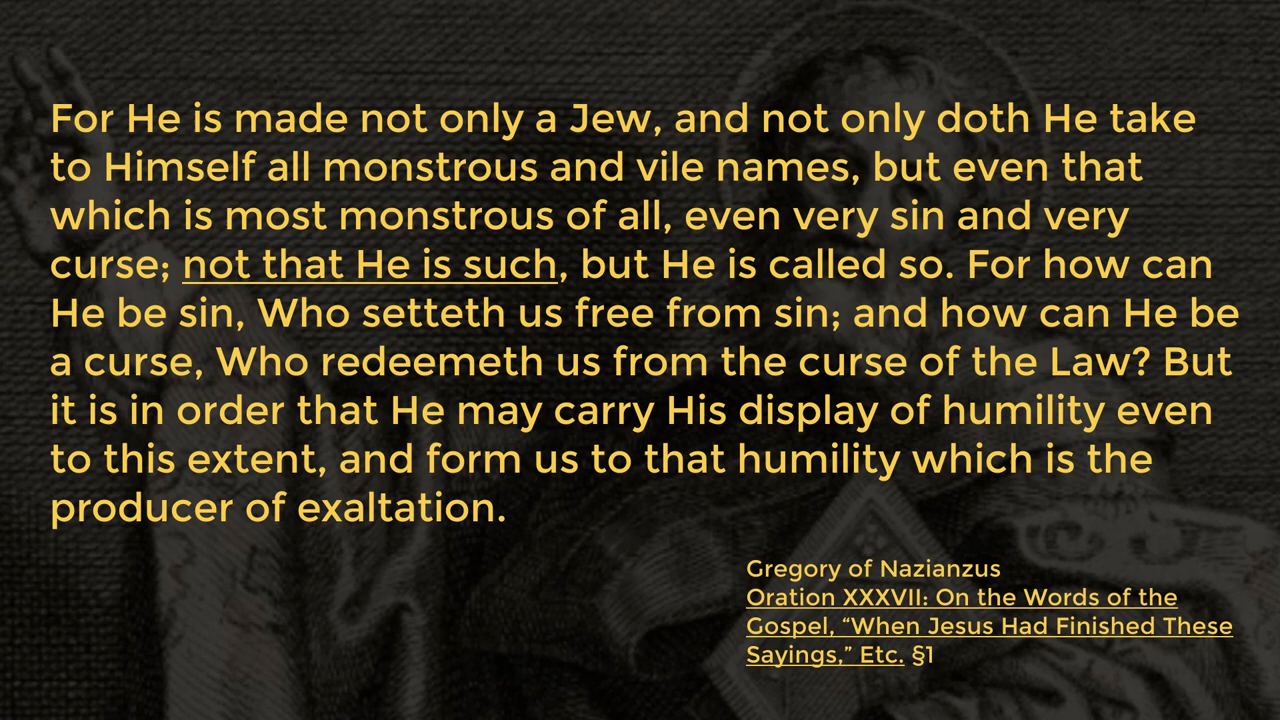 For He is made not only a Jew, and not only doth He take
to Himself all monstrous and vile names, but even that
which is most monstrous of all, even very sin and very
curse; not that He is such, but He is called so. For how can
He be sin, Who setteth us free from sin; and how can He be
a curse, Who redeemeth us from the curse of the Law? But
it is in order that He may carry His display of humility even
to this extent, and form us to that humility which is the
producer of exaltation.
Gregory of Nazianzus
Oration XXXVII: On the Words of the
Gospel, “When Jesus Had Finished These
Sayings,” Etc. §1